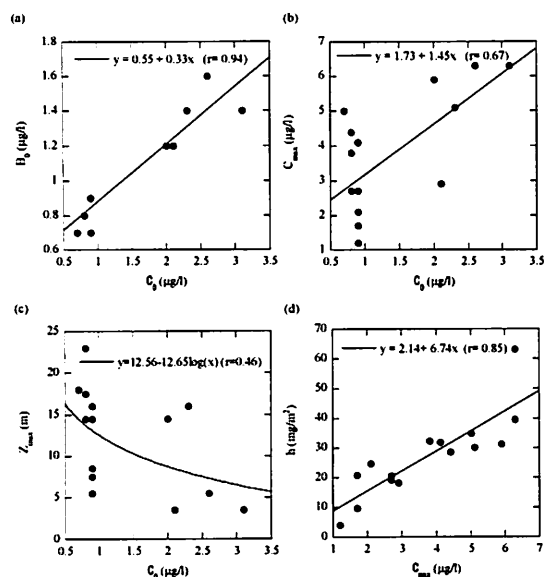 (a)
y = 0.55 + 0.33x (r= 0.94)
B₀ (µg/l)
1.8
1.6
1.4
1.2
1
0.8
0.6
0.5 1 1.5 2 2.5 3 3.5
C₀ (µg/l)
(b)
y = 1.73 + 1.45x (r= 0.67)
C_max (µg/l)
7
6
5
4
3
2
1
0.5 1 1.5 2 2.5 3 3.5
C₀ (µg/l)
(c)
y=12.56-12.65log(x) (r=0.46)
Z_max (m)
25
20
15
10
5
0
0.5 1 1.5 2 2.5 3 3.5
C₀ (µg/l)
(d)
y = 2.14+ 6.74x (r= 0.85)
h (mg/m²)
70
60
50
40
30
20
10
0
1 2 3 4 5 6 7
C_max (µg/l)